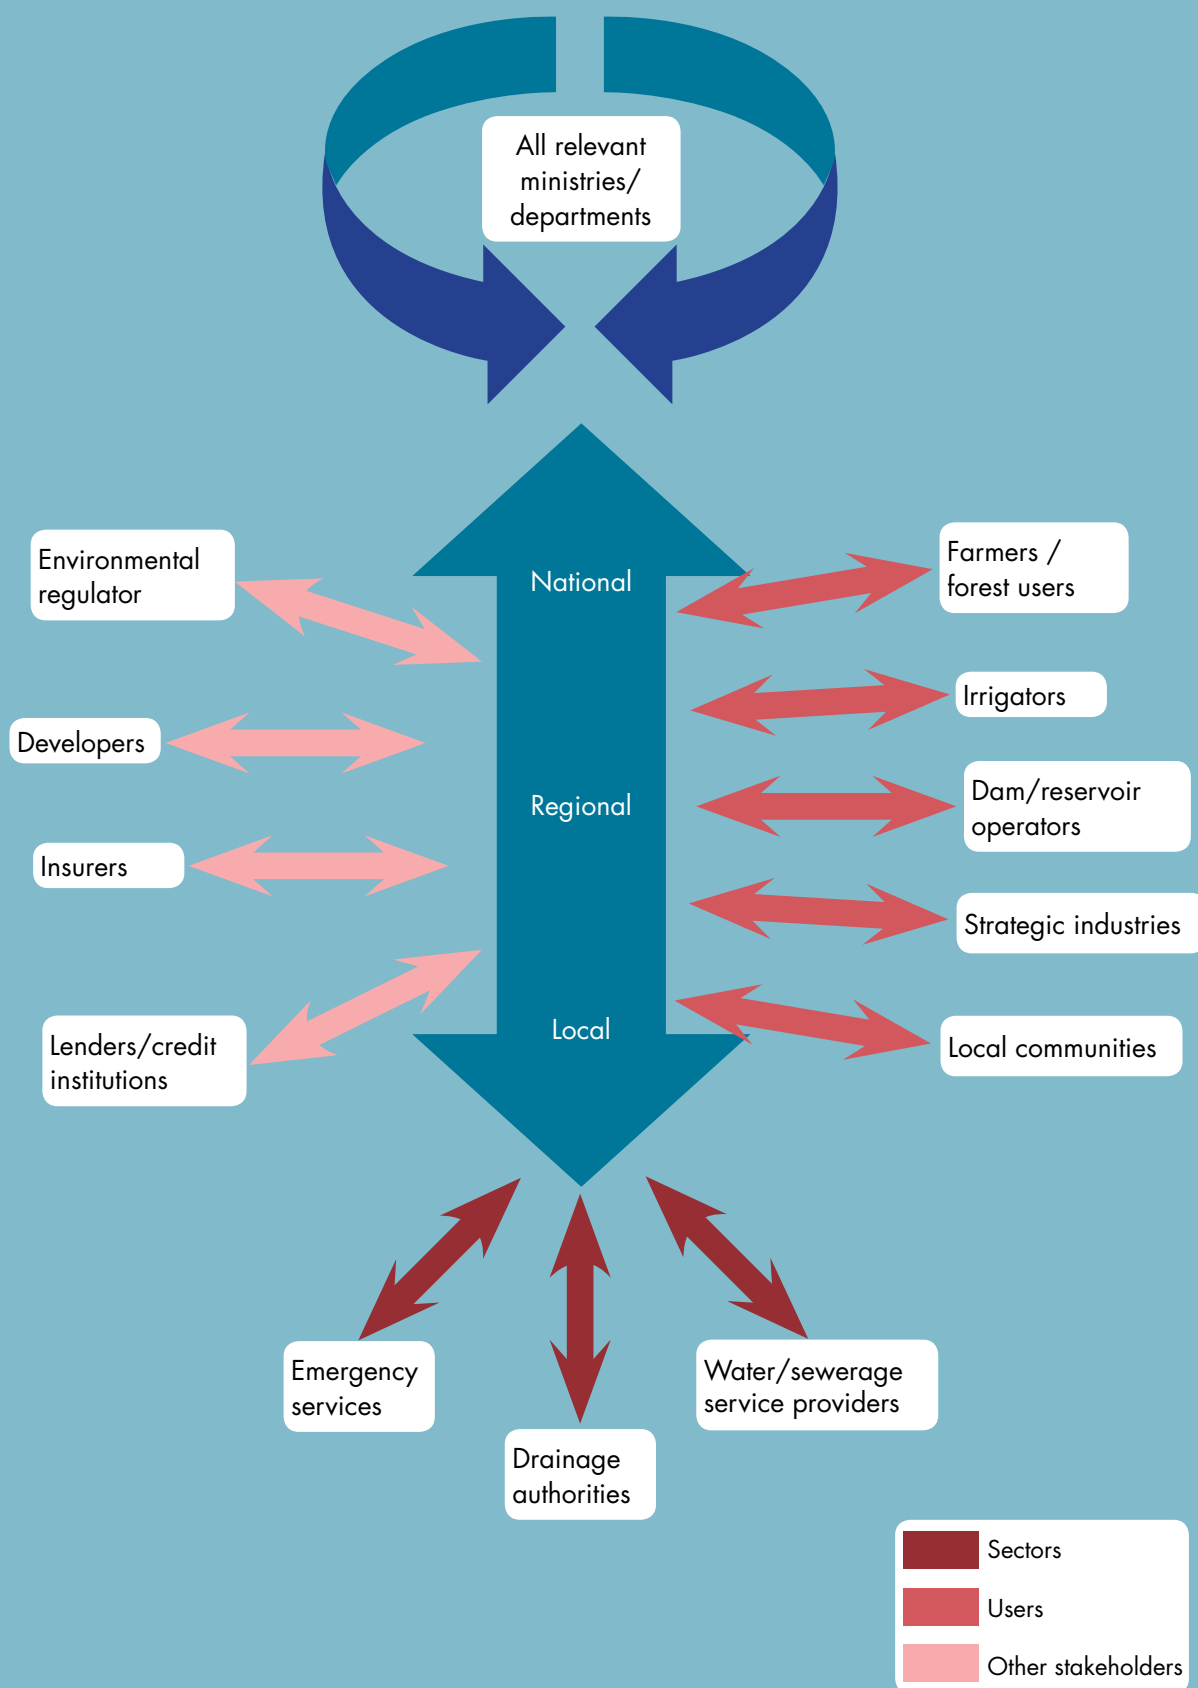 All relevant
ministries/
departments
National
Regional
Local
Environmental
regulator
Developers
Insurers
Lenders/credit
institutions
Farmers /
forest users
Irrigators
Dam/reservoir
operators
Strategic industries
Local communities
Emergency
services
Drainage
authorities
Water/sewerage
service providers
Sectors
Users
Other stakeholders